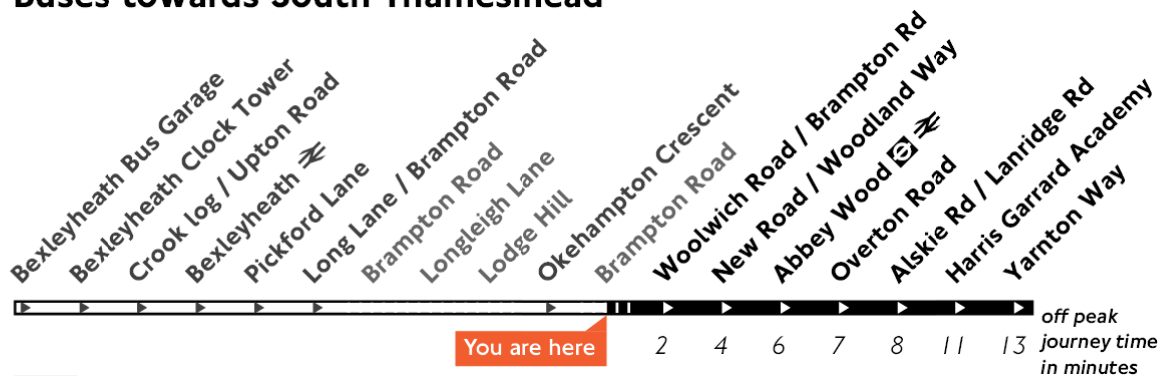 Buses towards South Thamesmead
Bexleyheath Bus Garage
Bexleyheath Clock Tower
Crook log / Upton Road
Bexleyheath
Pickford Lane
Long Lane / Brampton Road
Brampton Road
Longleigh Lane
Lodge Hill
Okehampton Crescent
Brampton Road
Woolwich Road / Brampton Rd
New Road / Woodland Way
Abbey Wood
Overton Road
Alskie Rd / Lanridge Rd
Harris Garrard Academy
Yarnton Way
You are here
2 4 6 7 8 11 13
off peak
journey time
in minutes